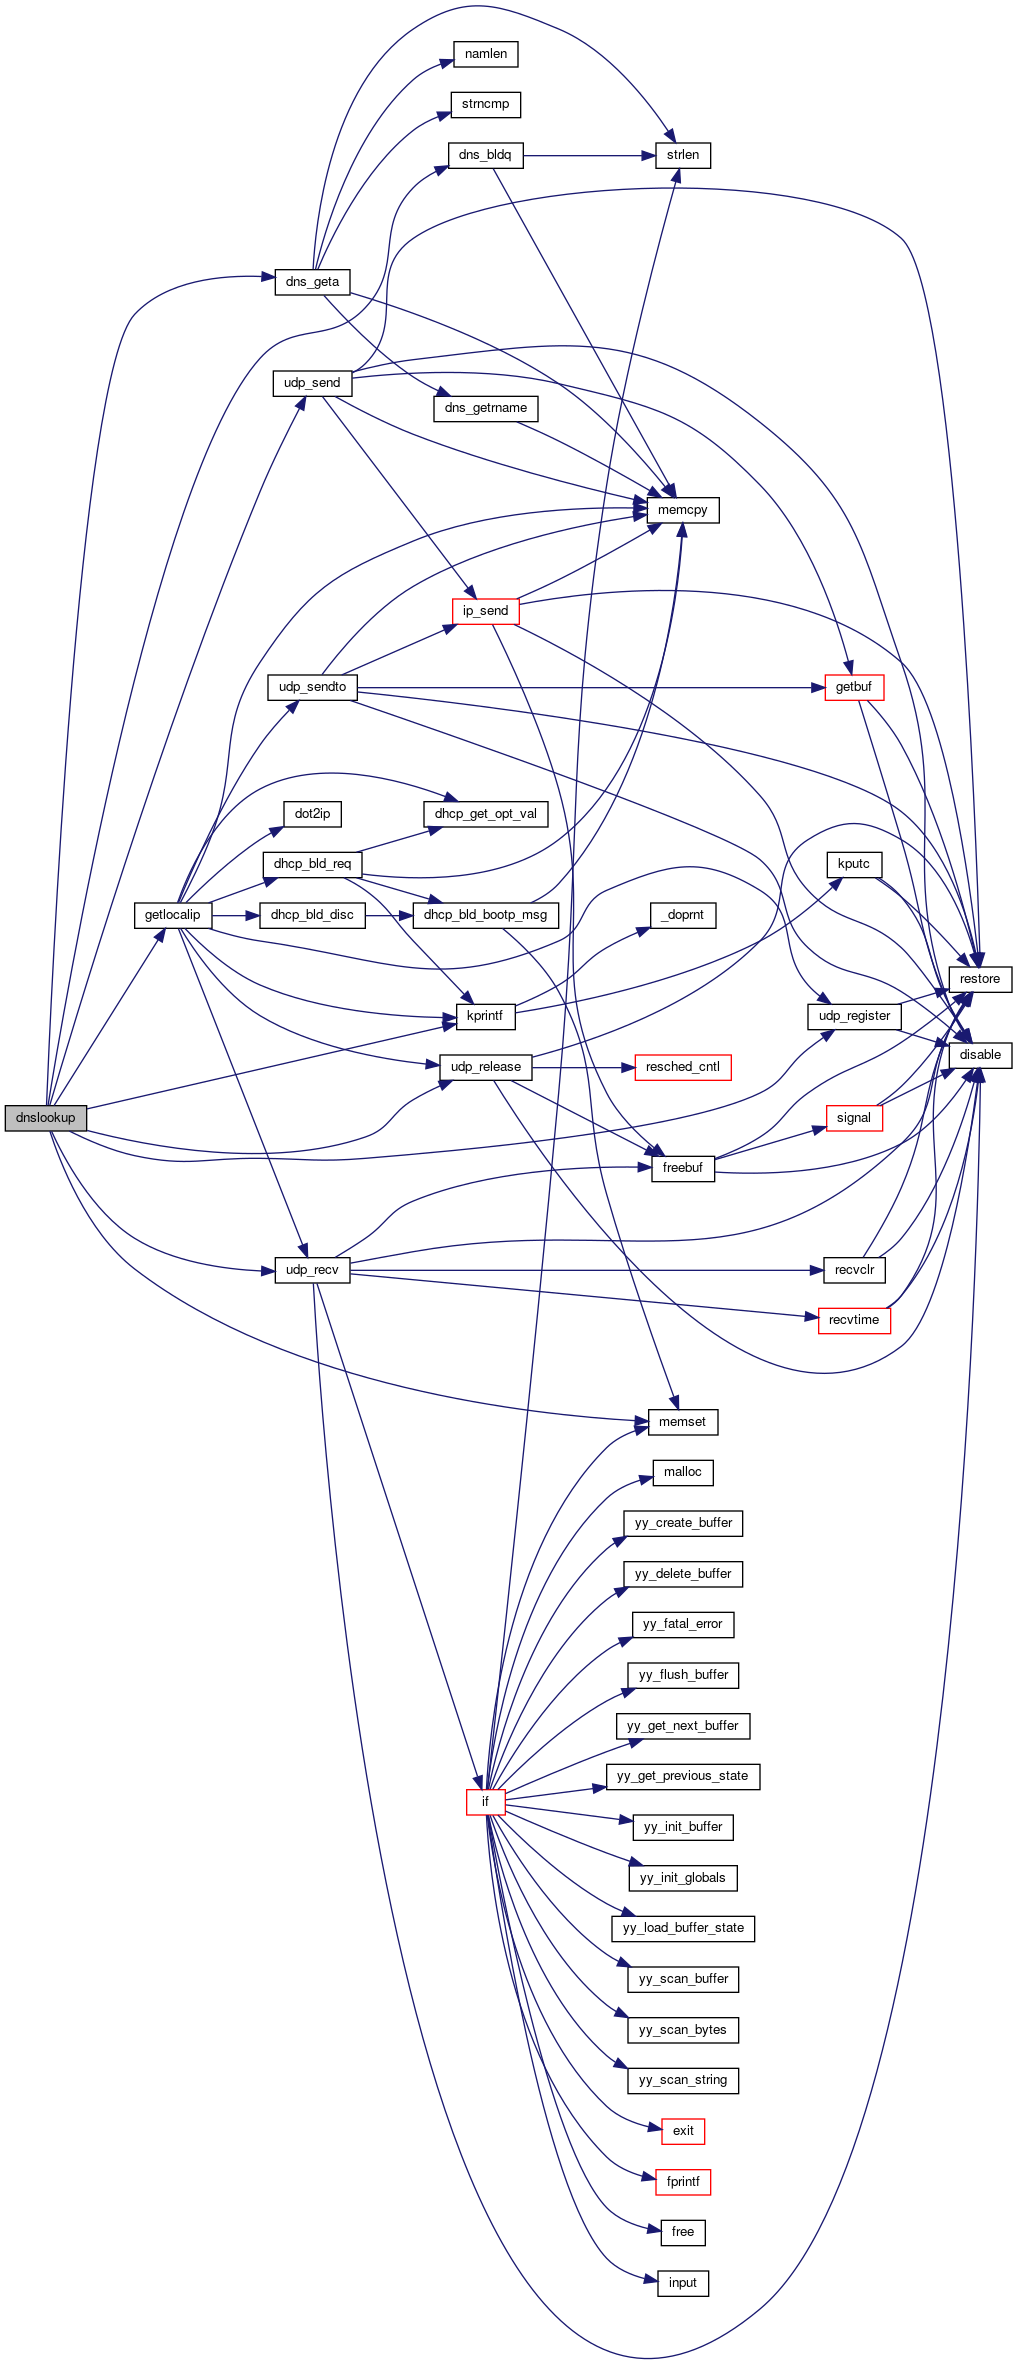 namlen
strncmp
dns_bldq
strlen
dns_geta
udp_send
dns_getrname
memcpy
ip_send
udp_sendto
getbuf
dot2ip
dhcp_get_opt_val
dhcp_bld_req
kputc
getlocalip
dhcp_bld_disc
dhcp_bld_bootp_msg
_doprnt
restore
kprintf
udp_register
disable
udp_release
resched_cntl
dnslookup
signal
freebuf
udp_recv
recvclr
recvtime
memset
malloc
yy_create_buffer
yy_delete_buffer
yy_fatal_error
yy_flush_buffer
yy_get_next_buffer
yy_get_previous_state
if
yy_init_buffer
yy_init_globals
yy_load_buffer_state
yy_scan_buffer
yy_scan_bytes
yy_scan_string
exit
fprintf
free
input